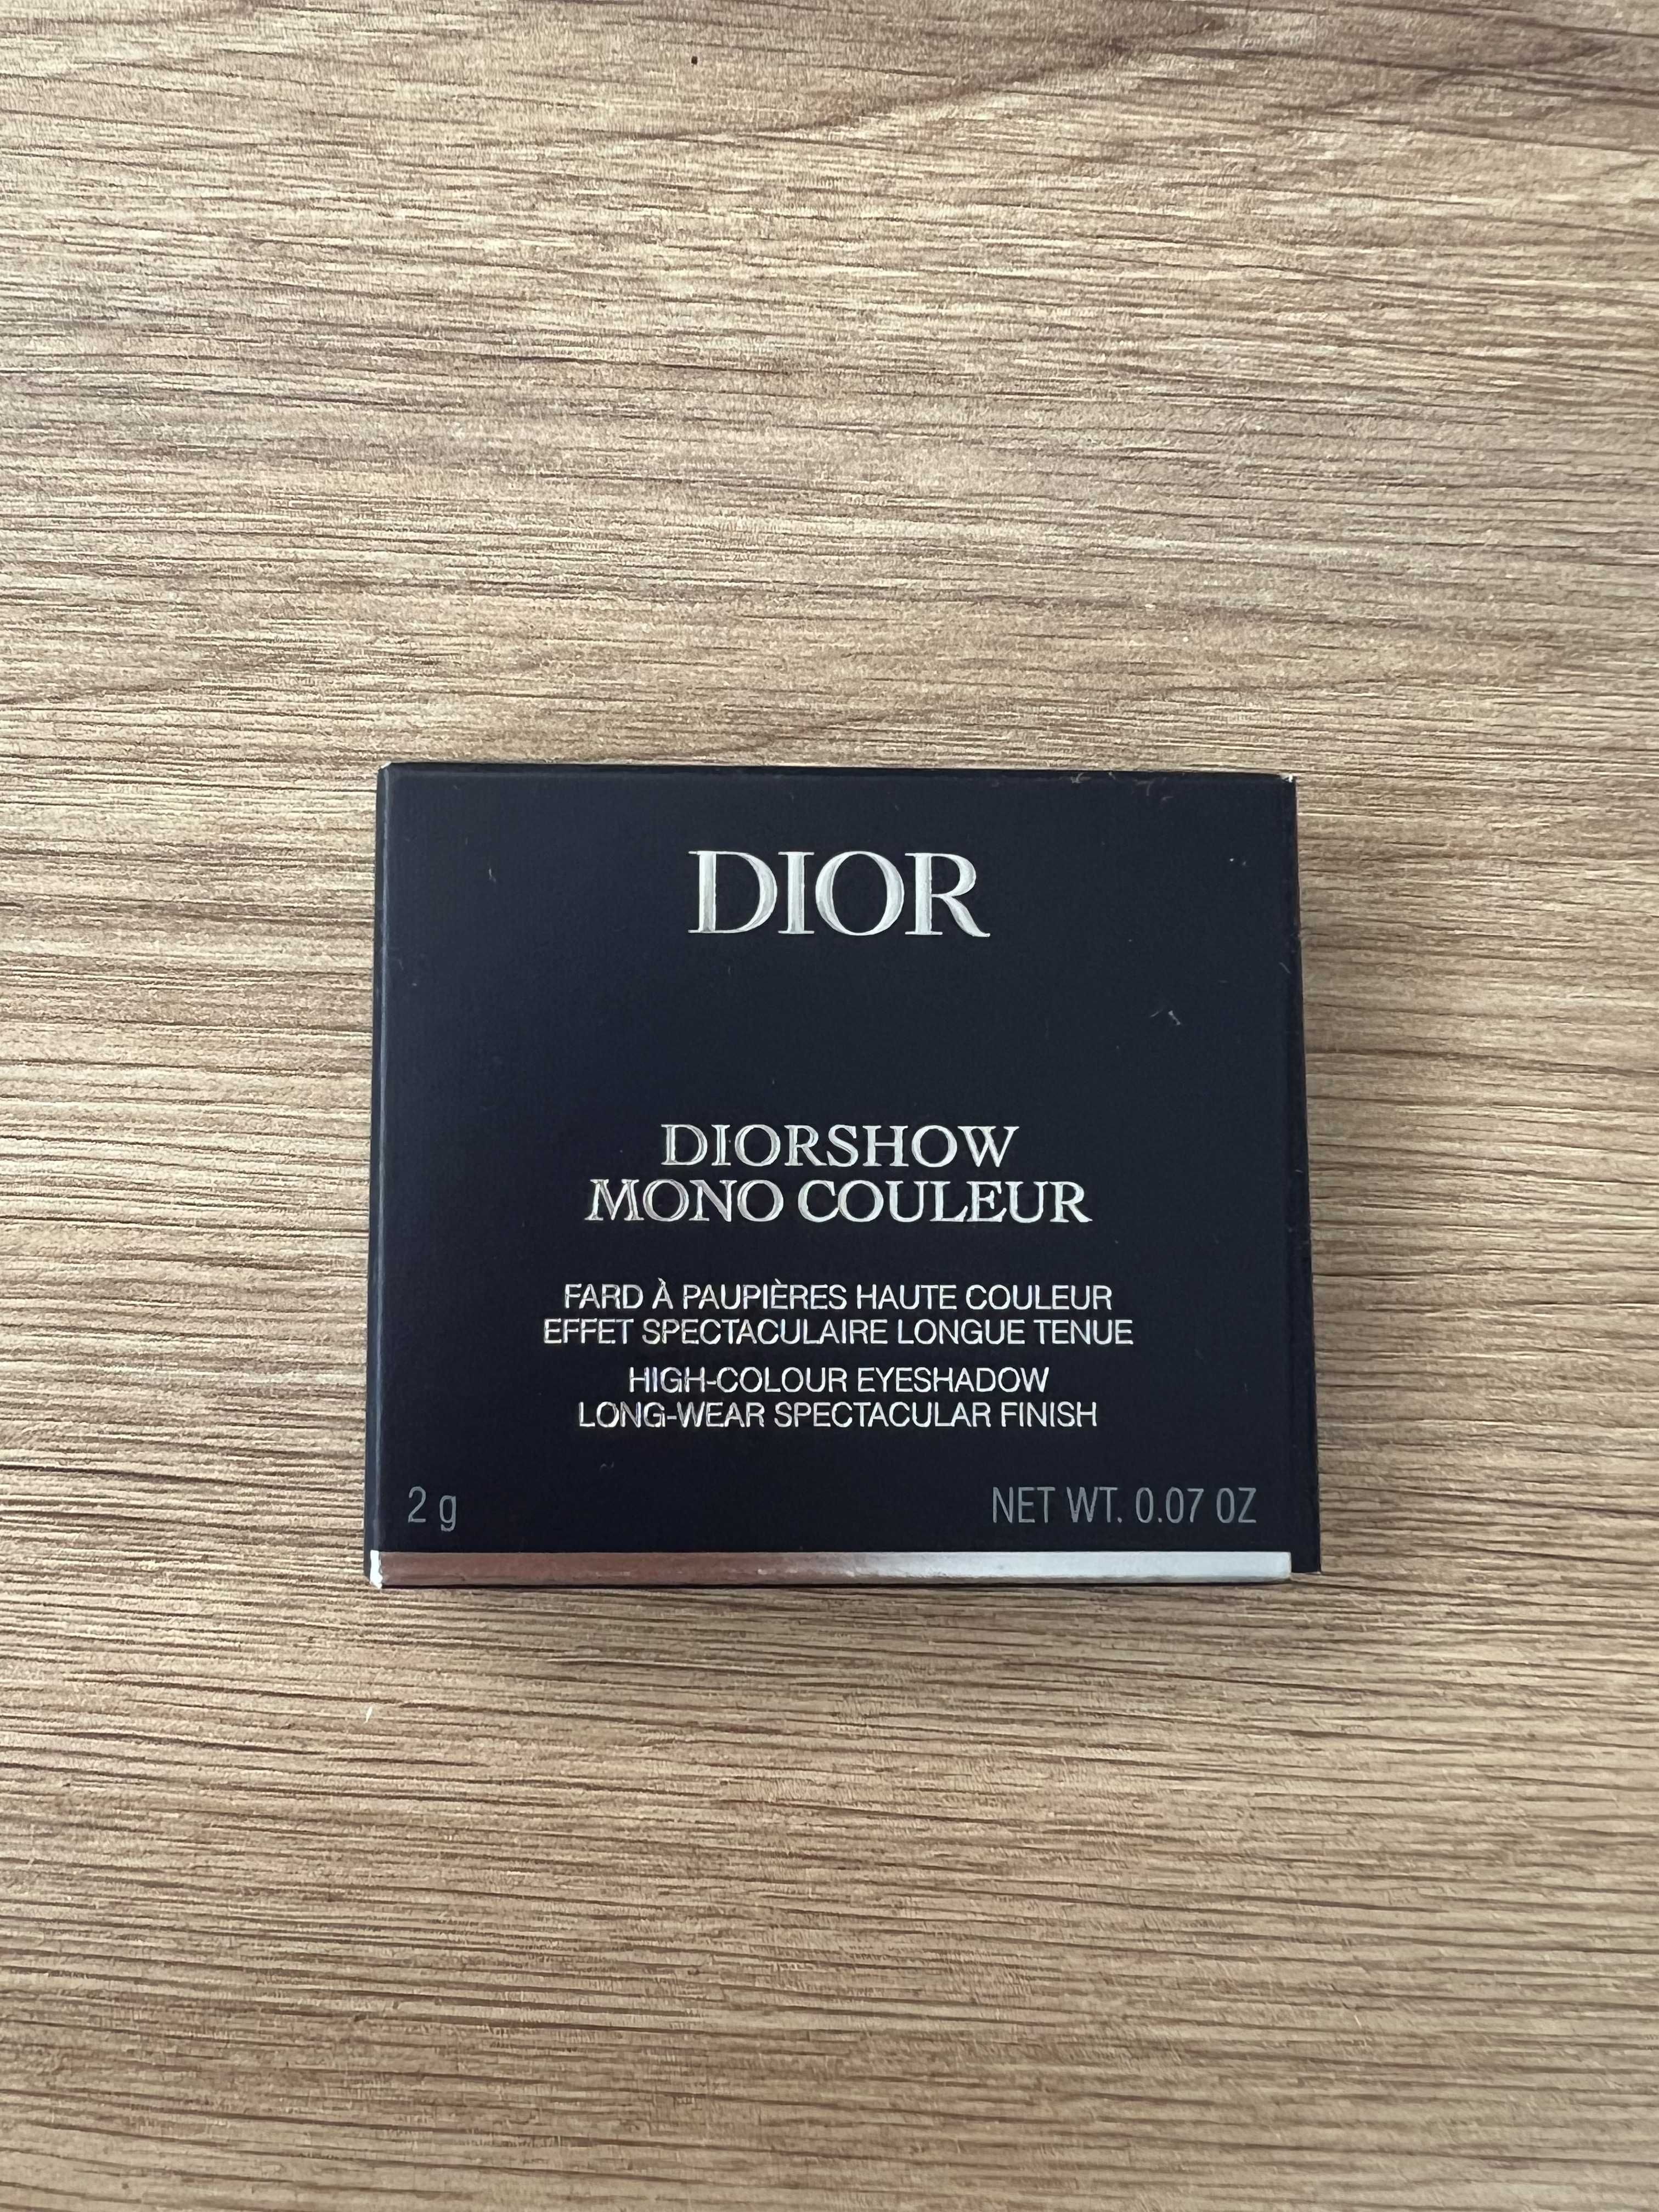 DIOR
DIORSHOW
MONO COULEUR
FARD À PAUPIÈRES HAUTE COULEUR
EFFET SPECTACULAIRE LONGUE TENUE
HIGH-COLOUR EYESHADOW
LONG-WEAR SPECTACULAR FINISH
2 g NET WT. 0.07 OZ